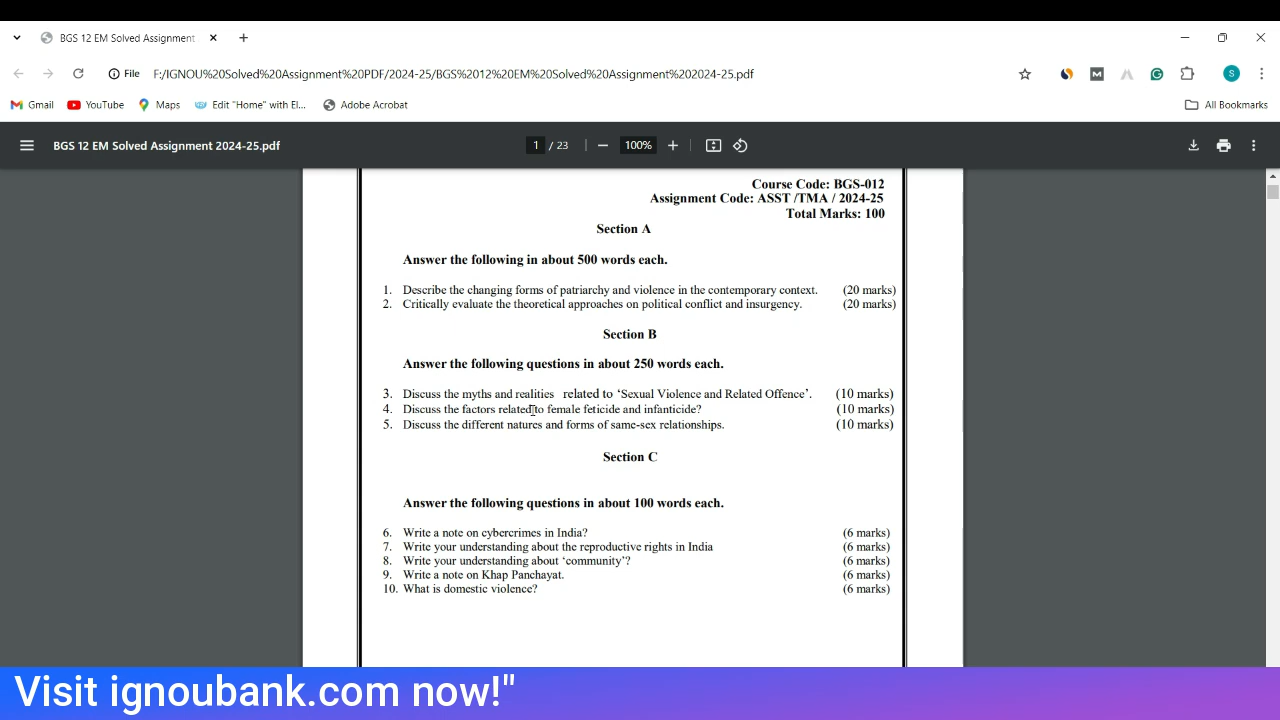 BGS 12 EM Solved Assignment
File F:/IGNOU%20Solved%20Assignment%20PDF/2024-25/BGS%2012%20EM%20Solved%20Assignment%202024-25.pdf
S
Gmail YouTube Maps Edit "Home" with El... Adobe Acrobat All Bookmarks
BGS 12 EM Solved Assignment 2024-25.pdf 1 / 23 100%
Course Code: BGS-012
Assignment Code: ASST /TMA / 2024-25
Total Marks: 100
Section A
Answer the following in about 500 words each.
1. Describe the changing forms of patriarchy and violence in the contemporary context. (20 marks)
2. Critically evaluate the theoretical approaches on political conflict and insurgency. (20 marks)
Section B
Answer the following questions in about 250 words each.
3. Discuss the myths and realities related to ‘Sexual Violence and Related Offence’. (10 marks)
4. Discuss the factors related to female feticide and infanticide? (10 marks)
5. Discuss the different natures and forms of same-sex relationships. (10 marks)
Section C
Answer the following questions in about 100 words each.
6. Write a note on cybercrimes in India? (6 marks)
7. Write your understanding about the reproductive rights in India (6 marks)
8. Write your understanding about ‘community’? (6 marks)
9. Write a note on Khap Panchayat. (6 marks)
10. What is domestic violence? (6 marks)
Visit ignoubank.com now!"